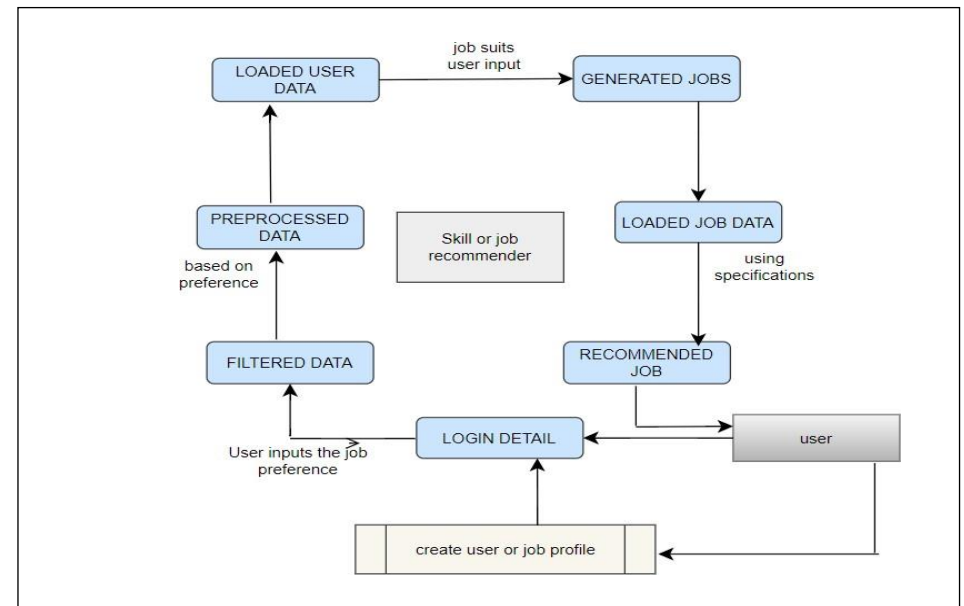 job suits
user input
LOADED USER
DATA
GENERATED JOBS
PREPROCESSED
DATA
Skill or job
recommender
LOADED JOB DATA
based on
preference
using
specifications
FILTERED DATA
RECOMMENDED
JOB
User inputs the job
preference
LOGIN DETAIL
user
create user or job profile